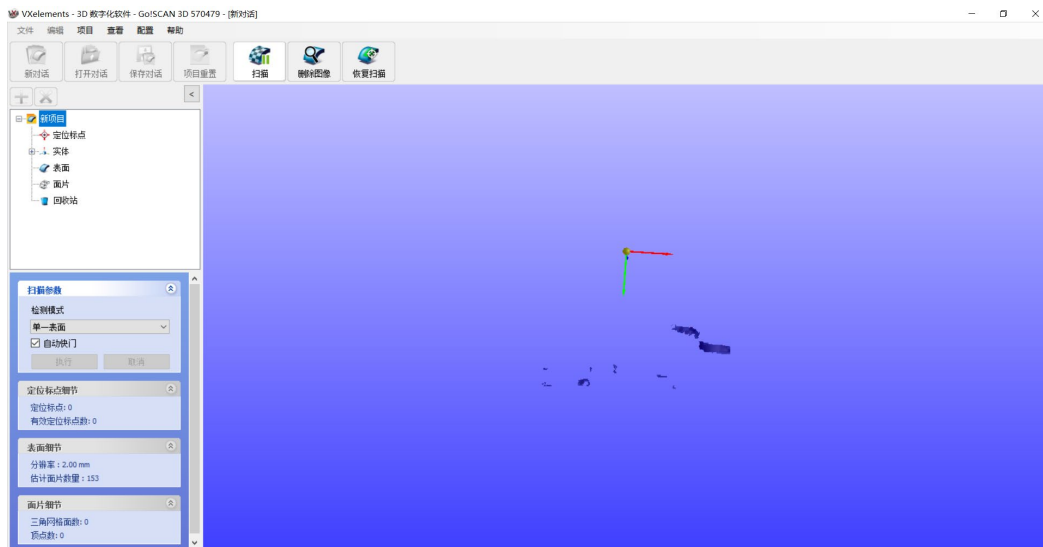 VXelements - 3D 数字化软件 - Go!SCAN 3D 570479 - [新对话]
文件 编辑 项目 查看 配置 帮助
新对话 打开对话 保存对话 项目重置 扫描 删除图像 恢复扫描
<
新项目
定位标点
实体
表面
面片
回收站
扫描参数
检测模式
单一表面
自动快门
执行 取消
定位标点细节
定位标点: 0
有效定位标点数: 0
表面细节
分辨率 : 2.00 mm
估计面片数量 : 153
面片细节
三角网格面数: 0
顶点数: 0